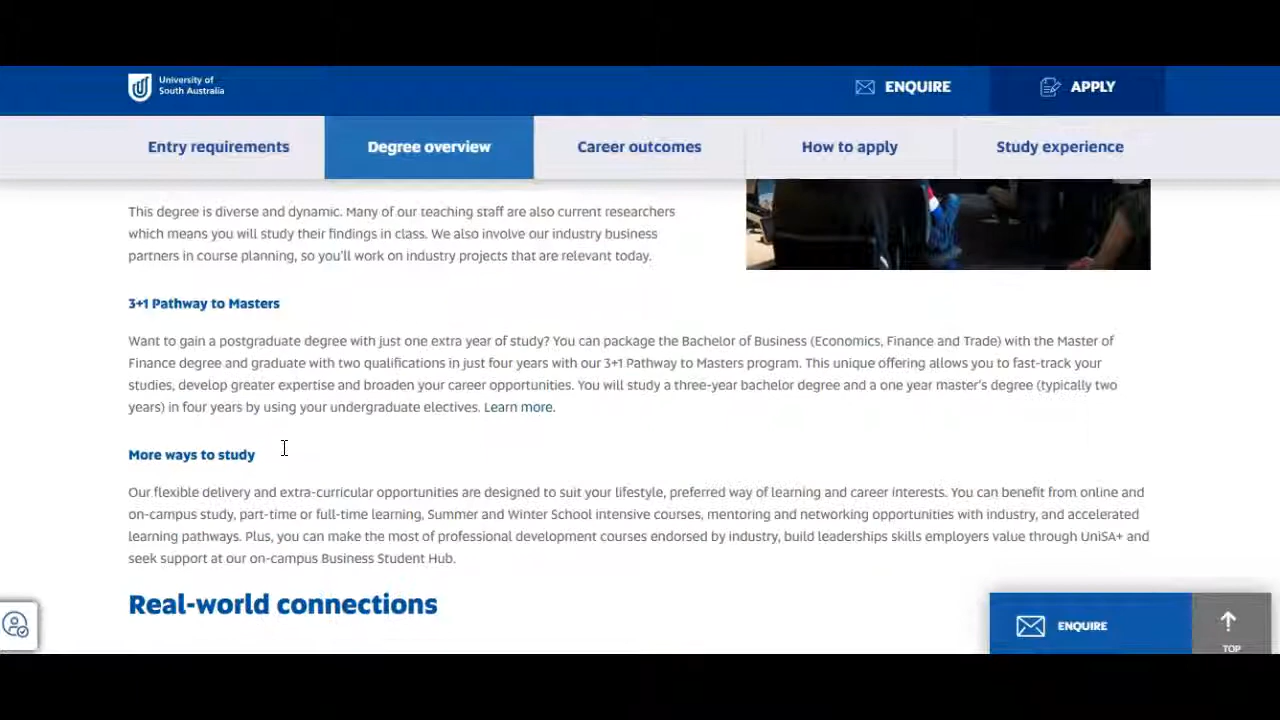 University of
South Australia
ENQUIRE
APPLY
Entry requirements
Degree overview
Career outcomes
How to apply
Study experience
This degree is diverse and dynamic. Many of our teaching staff are also current researchers
which means you will study their findings in class. We also involve our industry business
partners in course planning, so you'll work on industry projects that are relevant today.
3+1 Pathway to Masters
Want to gain a postgraduate degree with just one extra year of study? You can package the Bachelor of Business (Economics, Finance and Trade) with the Master of
Finance degree and graduate with two qualifications in just four years with our 3+1 Pathway to Masters program. This unique offering allows you to fast-track your
studies, develop greater expertise and broaden your career opportunities. You will study a three-year bachelor degree and a one year master's degree (typically two
years) in four years by using your undergraduate electives. Learn more.
More ways to study
Our flexible delivery and extra-curricular opportunities are designed to suit your lifestyle, preferred way of learning and career interests. You can benefit from online and
on-campus study, part-time or full-time learning, Summer and Winter School intensive courses, mentoring and networking opportunities with industry, and accelerated
learning pathways. Plus, you can make the most of professional development courses endorsed by industry, build leaderships skills employers value through UniSA+ and
seek support at our on-campus Business Student Hub.
Real-world connections
ENQUIRE
TOP